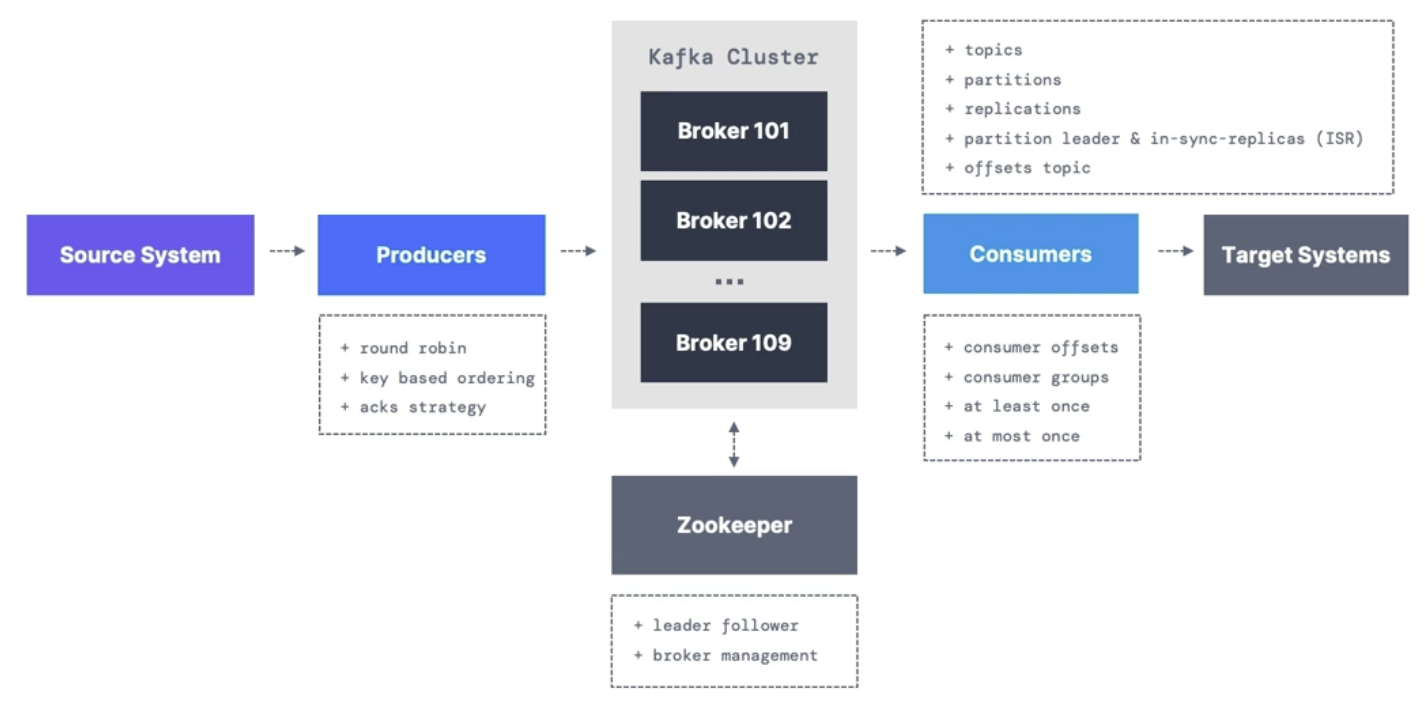 Kafka Cluster
Broker 101
Broker 102
...
Broker 109
+ topics
+ partitions
+ replications
+ partition leader & in-sync-replicas (ISR)
+ offsets topic
Source System
Producers
Consumers
Target Systems
+ round robin
+ key based ordering
+ acks strategy
+ consumer offsets
+ consumer groups
+ at least once
+ at most once
Zookeeper
+ leader follower
+ broker management